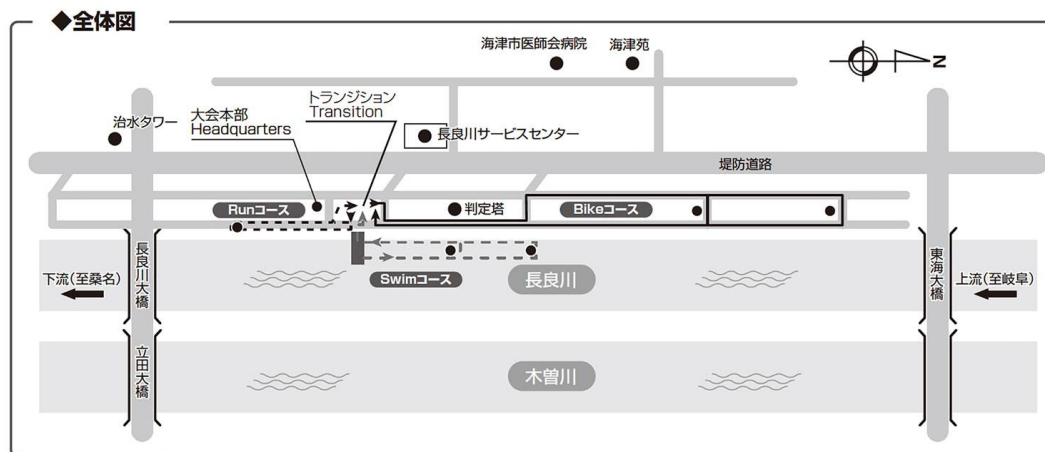 ◆全体図
海津市医師会病院
海津苑
N
トランジション
Transition
大会本部
Headquarters
治水タワー
長良川サービスセンター
堤防道路
Runコース
判定塔
Bikeコース
Swimコース
長良川
長良川大橋
東海大橋
下流(至桑名)
上流(至岐阜)
立田大橋
木曽川